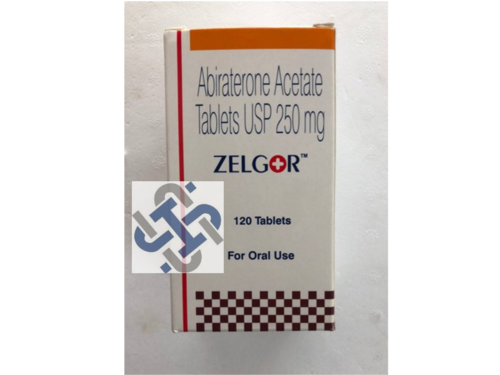 Abiraterone Acetate
Tablets USP 250 mg
ZELGOR™
120 Tablets
For Oral Use